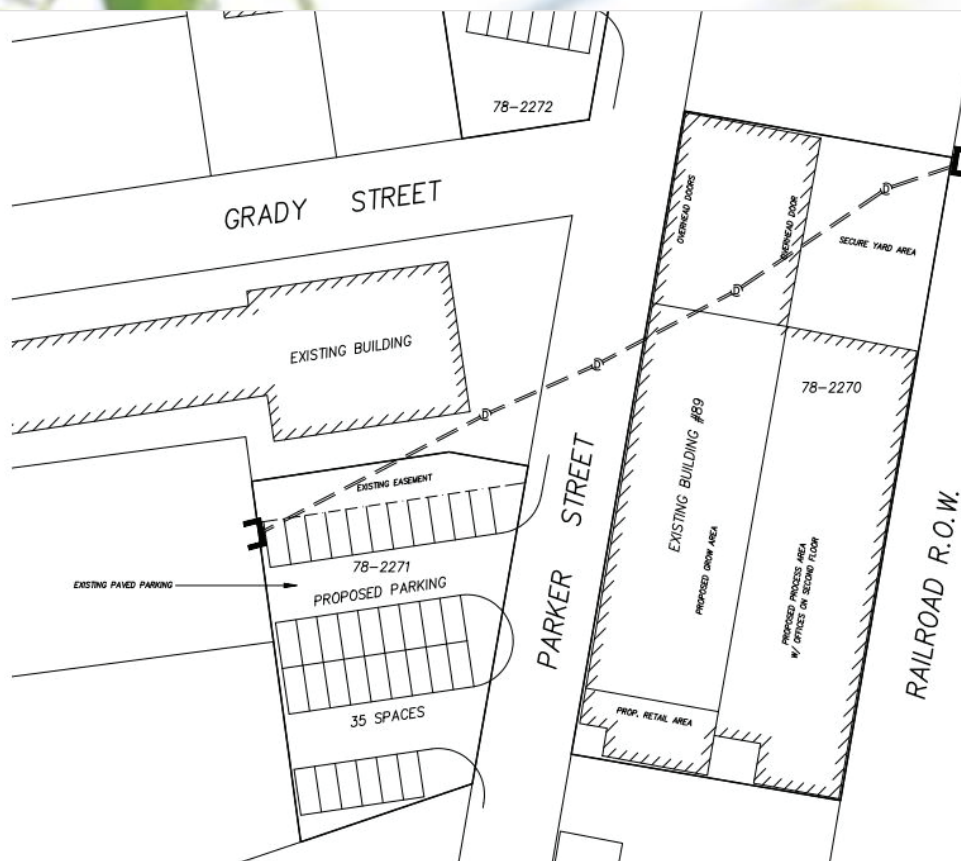 78-2272
GRADY STREET
OVERHEAD DOORS
OVERHEAD DOOR
SECURE YARD AREA
D
D
D
D
EXISTING BUILDING
78-2270
EXISTING BUILDING #89
PROPOSED GROW AREA
PROPOSED PROCESS AREA
W/ OFFICES ON SECOND FLOOR
EXISTING EASEMENT
78-2271
EXISTING PAVED PARKING
PROPOSED PARKING
35 SPACES
PARKER STREET
PROP. RETAIL AREA
RAILROAD R.O.W.